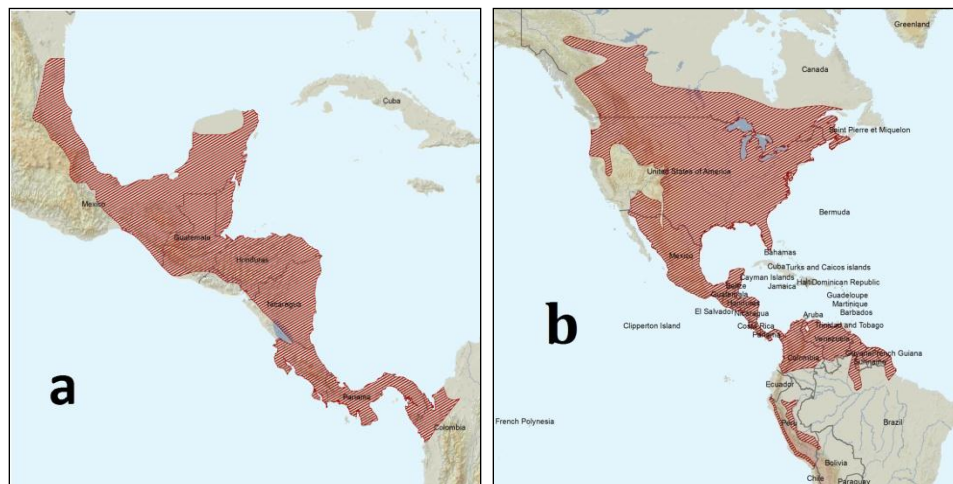 Cuba
Mexico
Guatemala
Honduras
Nicaragua
a
Panama
Colombia
Greenland
Canada
Saint Pierre et Miquelon
United States of America
Bermuda
Mexico
Bahamas
Cuba Turks and Caicos islands
Cayman Islands
Haiti Dominican Republic
Jamaica
Belize
Guatemala
Honduras
Guadeloupe
Martinique
Barbados
El Salvador
Nicaragua
Aruba
Clipperton Island
Costa Rica
Panama
Trinidad and Tobago
Venezuela
b
Colombia
Guyana
French Guiana
Suriname
Ecuador
French Polynesia
Peru
Brazil
Bolivia
Chile
Paraguay